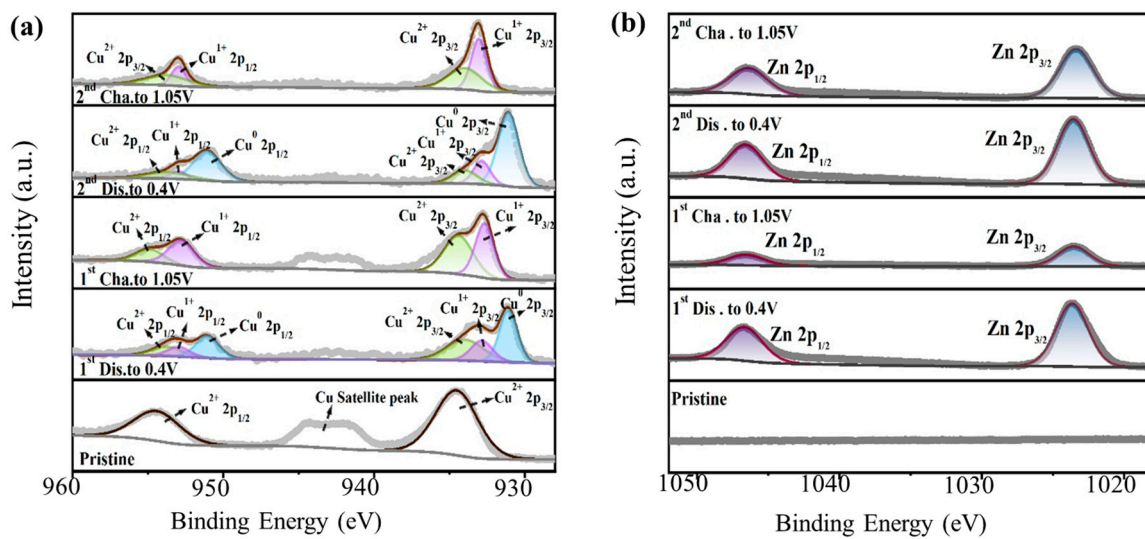 (a)
Cu2+ 2p3/2
Cu1+ 2p1/2
Cu2+ 2p3/2
Cu1+ 2p3/2
2nd Cha.to 1.05V
Cu2+ 2p1/2
Cu1+ 2p1/2
Cu0 2p1/2
Cu0 2p3/2
Cu1+ 2p3/2
Cu2+ 2p3/2
2nd Dis.to 0.4V
Cu2+ 2p1/2
Cu1+ 2p1/2
Cu2+ 2p3/2
Cu1+ 2p3/2
1st Cha.to 1.05V
Cu2+ 2p1/2
Cu1+ 2p1/2
Cu0 2p1/2
Cu2+ 2p3/2
Cu1+ 2p3/2
Cu0 2p3/2
1st Dis.to 0.4V
Cu2+ 2p1/2
Cu Satellite peak
Cu2+ 2p3/2
Pristine
960 950 940 930
Binding Energy (eV)
Intensity (a.u.)
(b)
2nd Cha . to 1.05V
Zn 2p1/2
Zn 2p3/2
2nd Dis . to 0.4V
Zn 2p1/2
Zn 2p3/2
1st Cha . to 1.05V
Zn 2p1/2
Zn 2p3/2
1st Dis . to 0.4V
Zn 2p1/2
Zn 2p3/2
Pristine
1050 1040 1030 1020
Binding Energy (eV)
Intensity (a.u.)